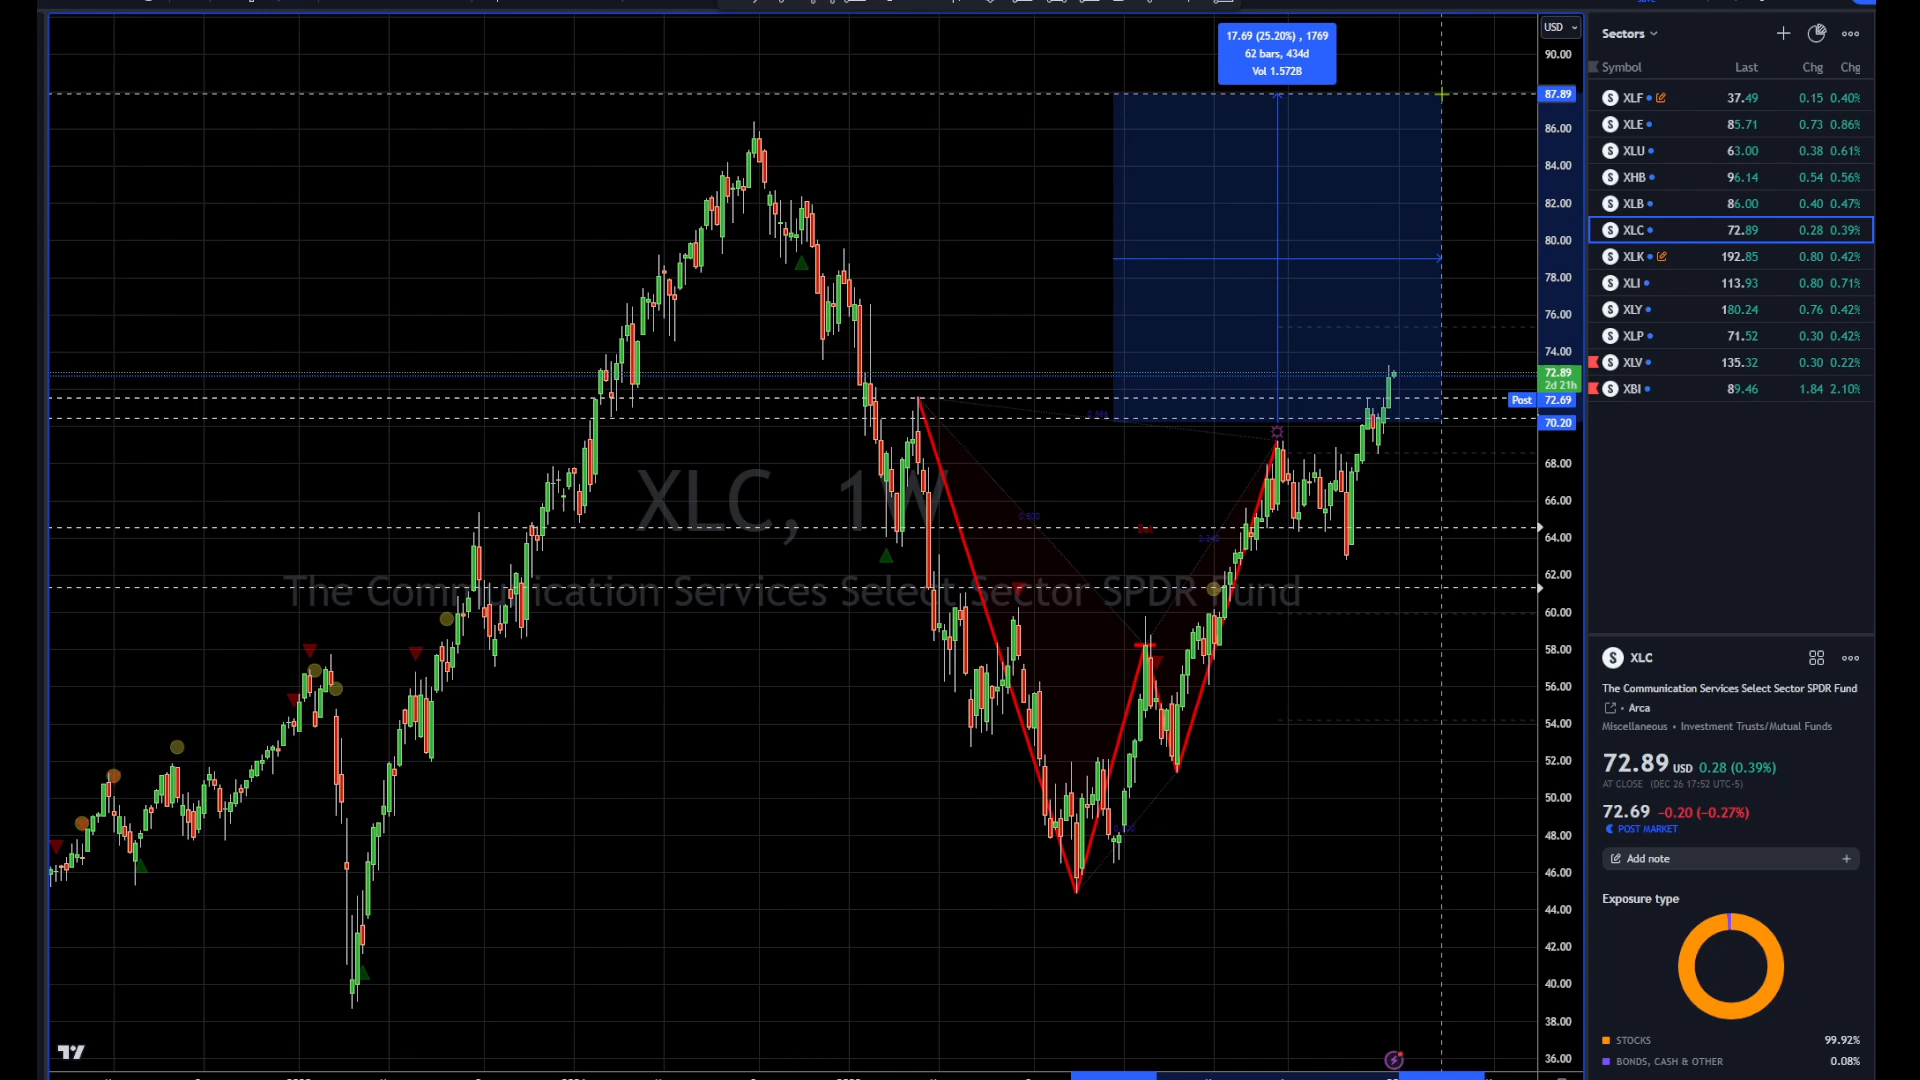 17.69 (25.20%) , 1769
62 bars, 434d
Vol 1.572B
USD
90.00
87.89
86.00
84.00
82.00
80.00
78.00
76.00
74.00
72.89
2d 21h
Post 72.69
70.20
68.00
66.00
64.00
62.00
60.00
58.00
56.00
54.00
52.00
50.00
48.00
46.00
44.00
42.00
40.00
38.00
36.00
XLC, 1W
The Communication Services Select Sector SPDR Fund
Sectors
Symbol Last Chg Chg
XLF 37.49 0.15 0.40%
XLE 85.71 0.73 0.86%
XLU 63.00 0.38 0.61%
XHB 96.14 0.54 0.56%
XLB 86.00 0.40 0.47%
XLC 72.89 0.28 0.39%
XLK 192.85 0.80 0.42%
XLI 113.93 0.80 0.71%
XLY 180.24 0.76 0.42%
XLP 71.52 0.30 0.42%
XLV 135.32 0.30 0.22%
XBI 89.46 1.84 2.10%
XLC
The Communication Services Select Sector SPDR Fund
• Arca
Miscellaneous • Investment Trusts/Mutual Funds
72.89 USD 0.28 (0.39%)
AT CLOSE (DEC 26 17:52 UTC-5)
72.69 −0.20 (−0.27%)
POST MARKET
Add note
Exposure type
STOCKS 99.92%
BONDS, CASH & OTHER 0.08%